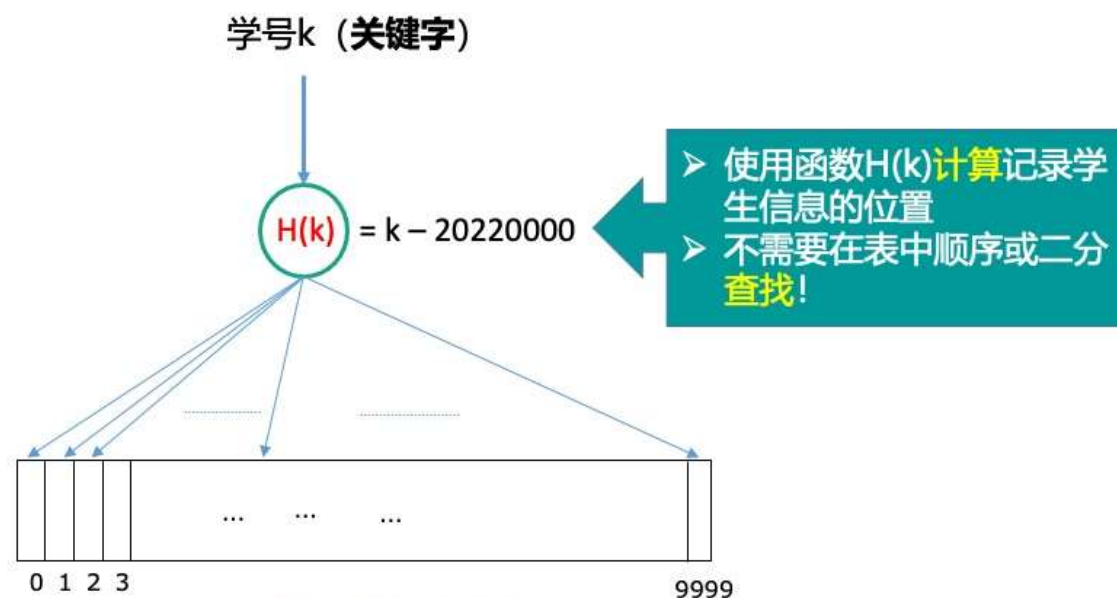 学号k（关键字）
H(k) = k – 20220000
➢ 使用函数H(k)计算记录学
生信息的位置
➢ 不需要在表中顺序或二分
查找！
... ... ...
0 1 2 3 9999